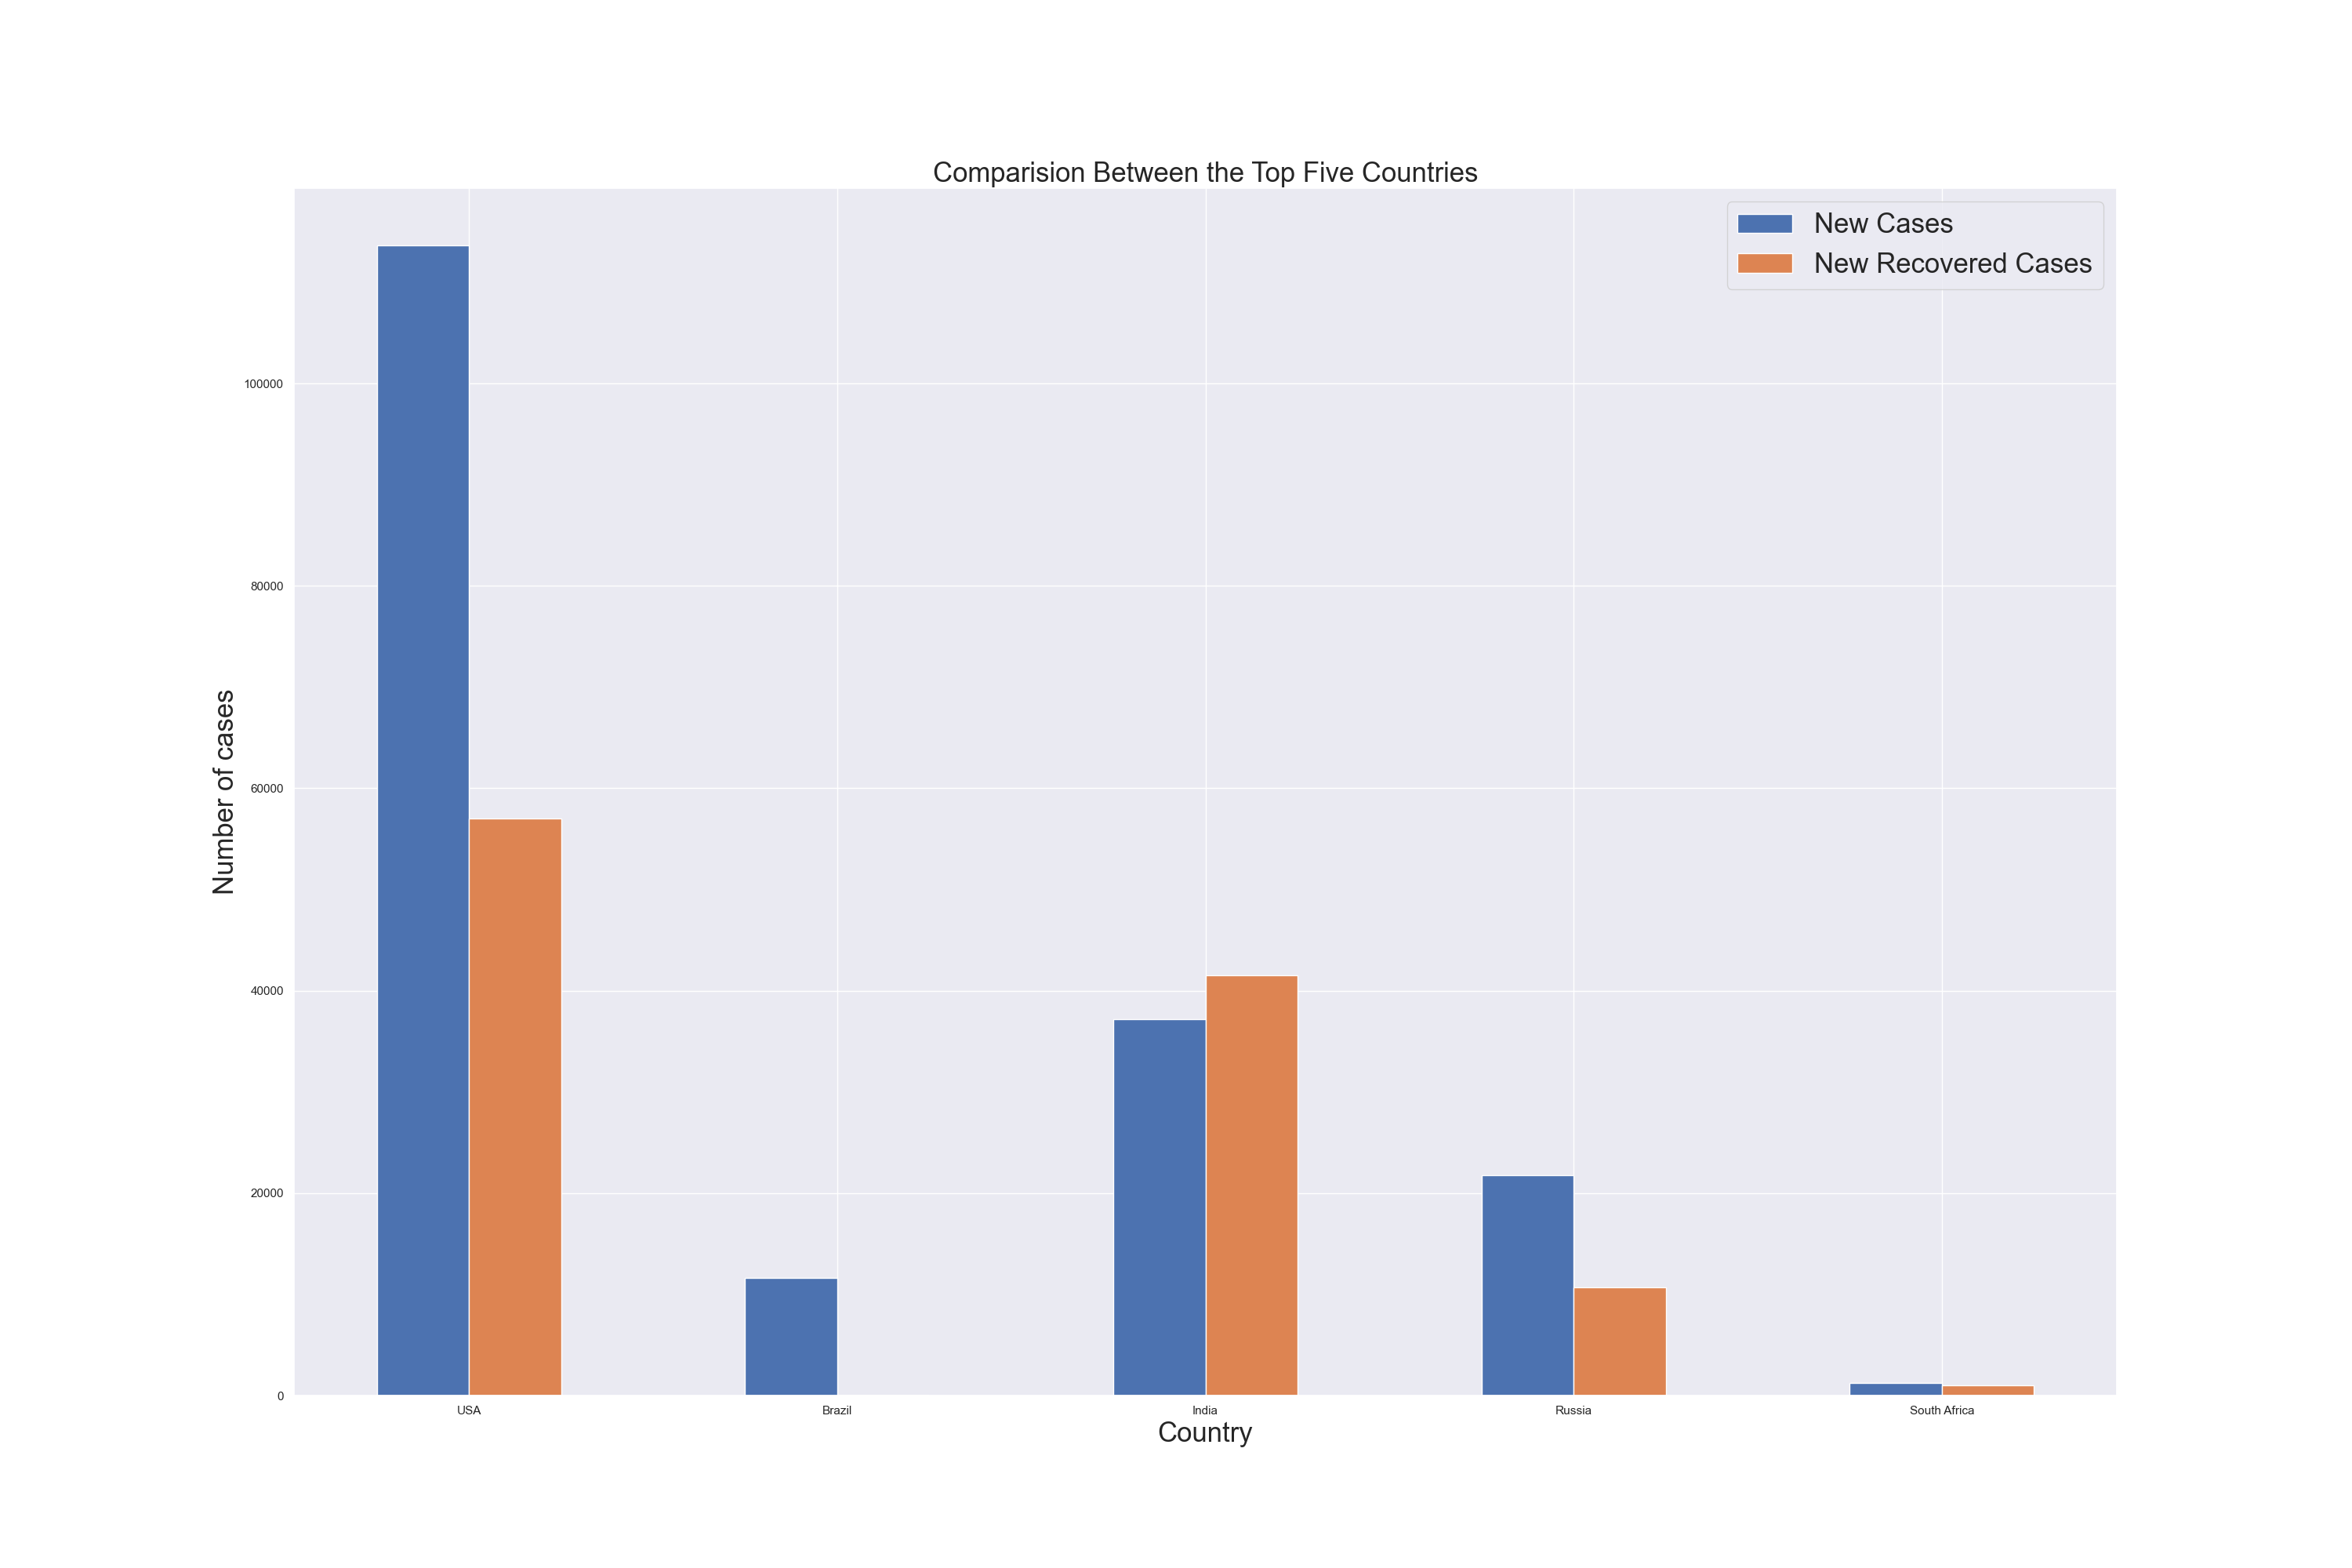 Comparision Between the Top Five Countries
New Cases
New Recovered Cases
Number of cases
100000
80000
60000
40000
20000
0
USA
Brazil
India
Russia
South Africa
Country